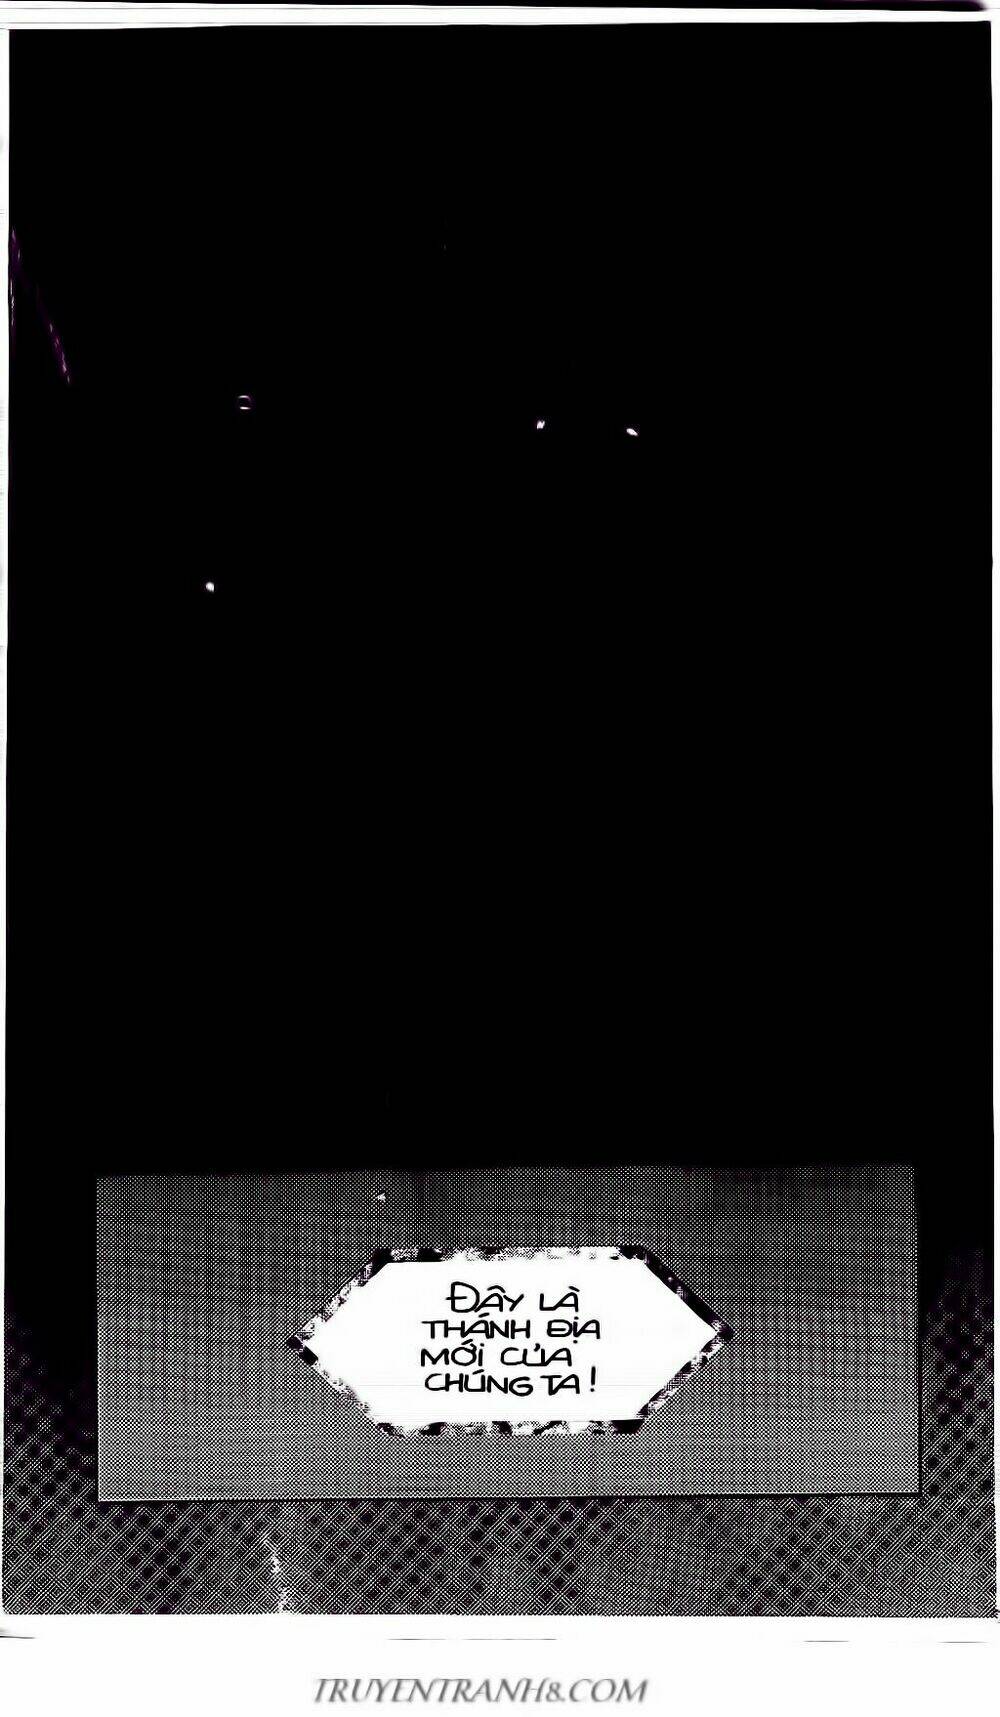 ĐÂY LÀ
THÁNH ĐỊA
MỚI CỦA
CHÚNG TA!
TRUYENTRANH8.COM